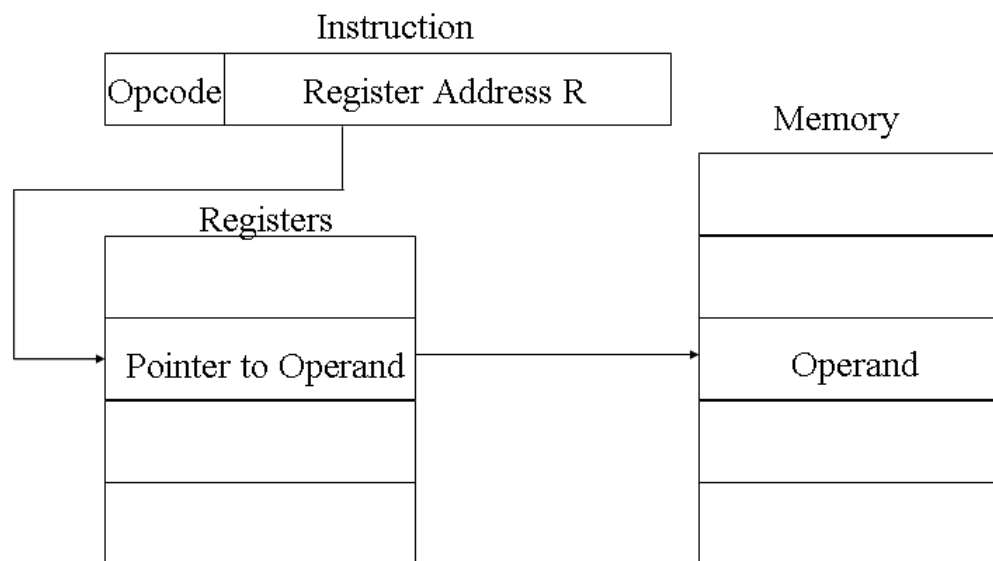 Instruction
Opcode
Register Address R
Memory
Registers
Pointer to Operand
Operand